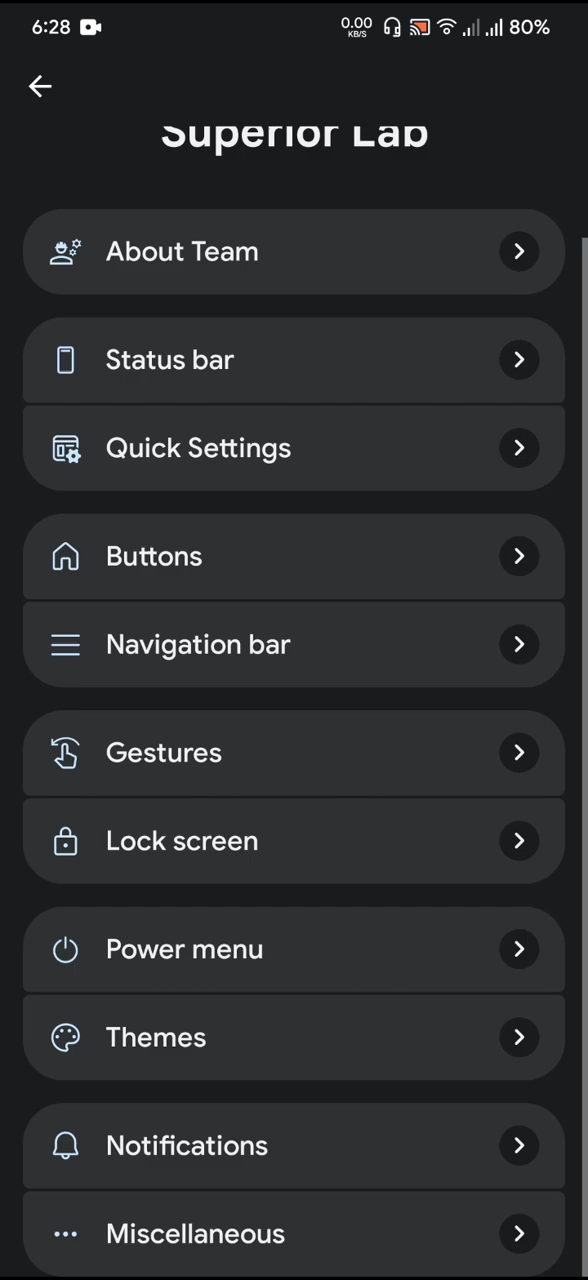 6:28 0.00 KB/S 80%
Superior Lab
About Team
Status bar
Quick Settings
Buttons
Navigation bar
Gestures
Lock screen
Power menu
Themes
Notifications
Miscellaneous